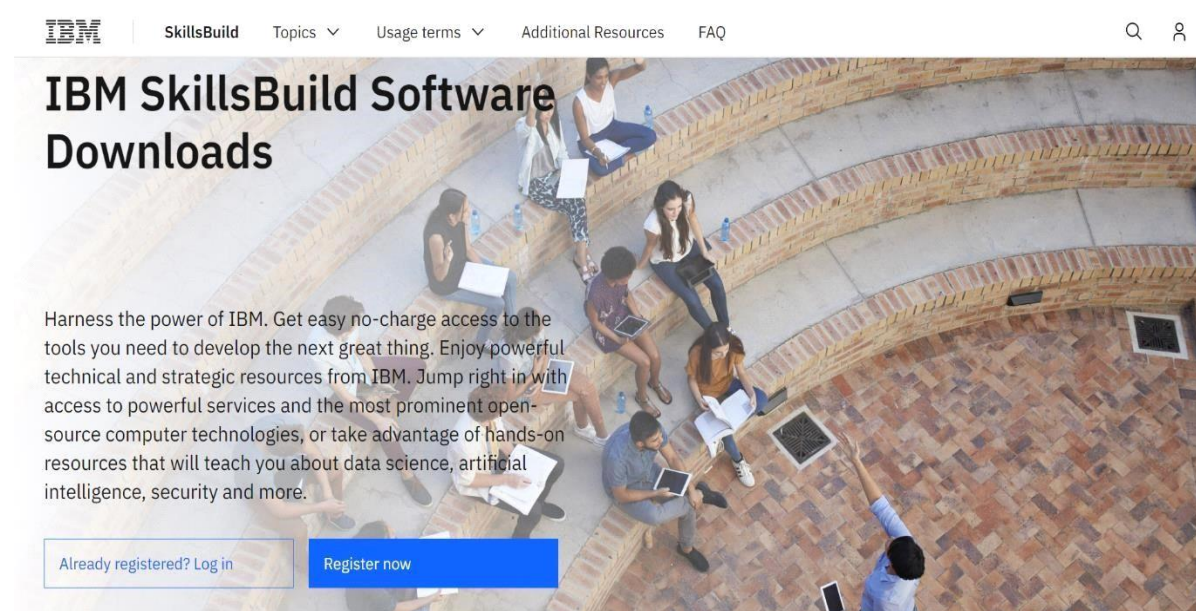 IBM SkillsBuild Topics Usage terms Additional Resources FAQ
IBM SkillsBuild Software
Downloads
Harness the power of IBM. Get easy no-charge access to the
tools you need to develop the next great thing. Enjoy powerful
technical and strategic resources from IBM. Jump right in with
access to powerful services and the most prominent open-
source computer technologies, or take advantage of hands-on
resources that will teach you about data science, artificial
intelligence, security and more.
Already registered? Log in Register now